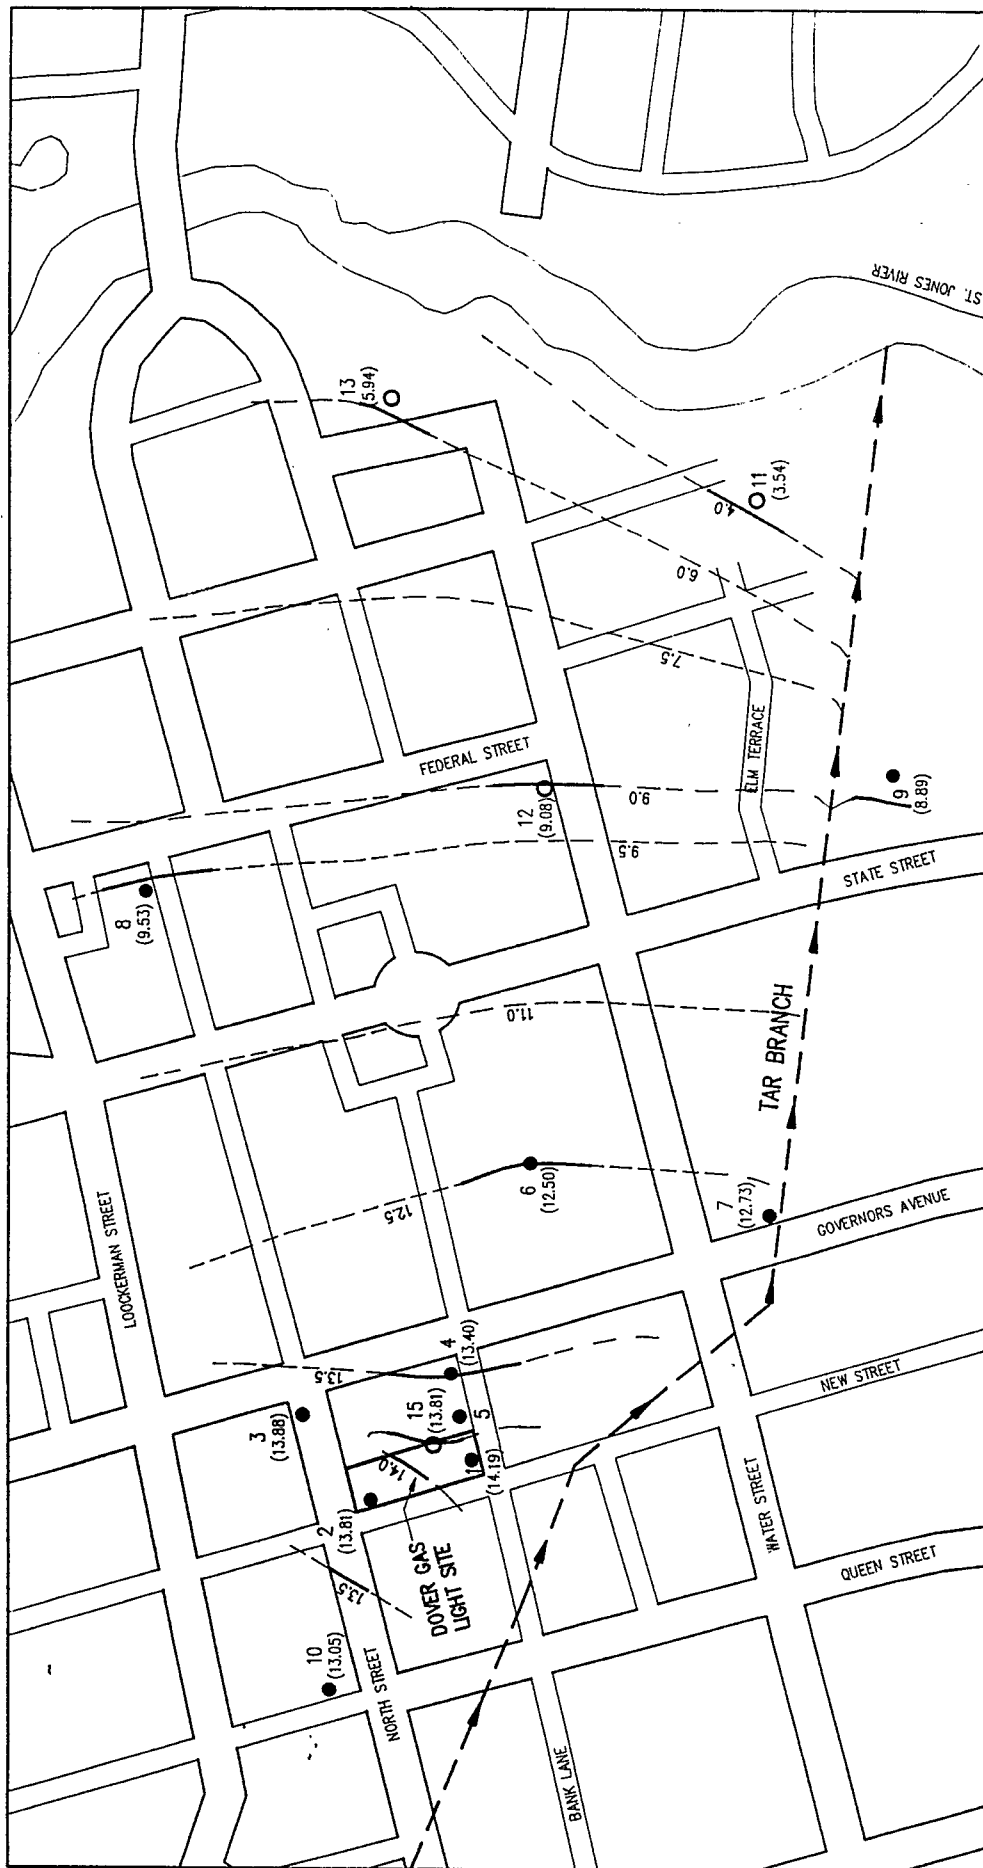 ST. JONES RIVER
13
(5.94)
11
(3.54)
4.0
6.0
7.5
FEDERAL STREET
ELM TERRACE
9
(8.89)
12
(9.08)
9.0
9.5
8
(9.53)
STATE STREET
11.0
TAR BRANCH
LOOCKERMAN STREET
12.5
6
(12.50)
7
(12.73)
GOVERNORS AVENUE
13.5
4
(13.40)
3
(13.88)
15
(13.81)
5
1
(14.19)
14.0
2
(13.81)
NEW STREET
DOVER GAS
LIGHT SITE
13.5
10
(13.05)
NORTH STREET
WATER STREET
QUEEN STREET
BANK LANE